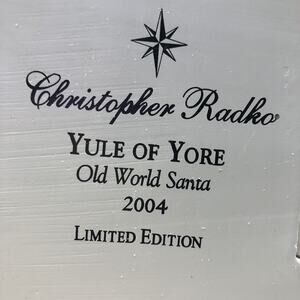 Christopher Radko®
YULE OF YORE
Old World Santa
2004
LIMITED EDITION